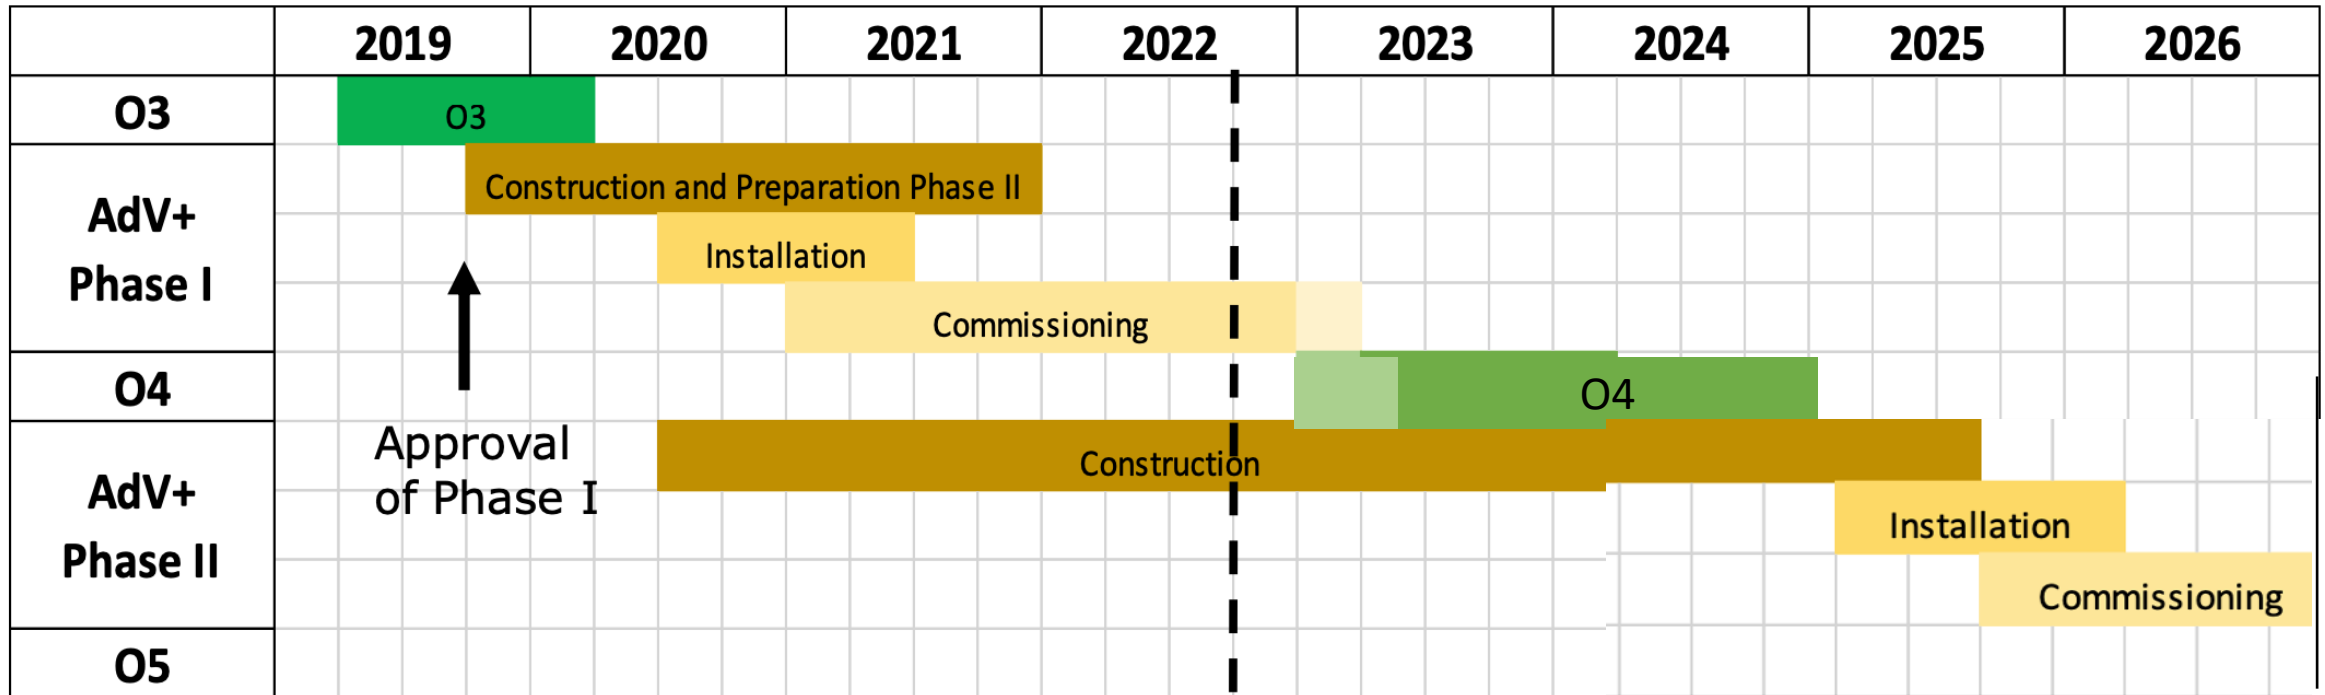 2019 2020 2021 2022 2023 2024 2025 2026
O3 O3
AdV+
Phase I
Construction and Preparation Phase II
Installation
Commissioning
O4 O4
Approval
of Phase I
AdV+
Phase II
Construction
Installation
Commissioning
O5